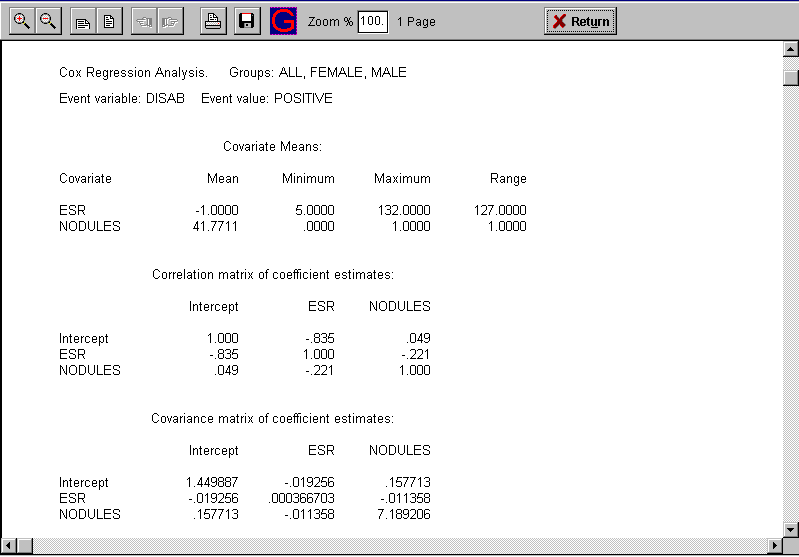 G Zoom % 100. 1 Page Return
Cox Regression Analysis. Groups: ALL, FEMALE, MALE
Event variable: DISAB Event value: POSITIVE
Covariate Means:
Covariate Mean Minimum Maximum Range
ESR -1.0000 5.0000 132.0000 127.0000
NODULES 41.7711 .0000 1.0000 1.0000
Correlation matrix of coefficient estimates:
Intercept ESR NODULES
Intercept 1.000 -.835 .049
ESR -.835 1.000 -.221
NODULES .049 -.221 1.000
Covariance matrix of coefficient estimates:
Intercept ESR NODULES
Intercept 1.449887 -.019256 .157713
ESR -.019256 .000366703 -.011358
NODULES .157713 -.011358 7.189206